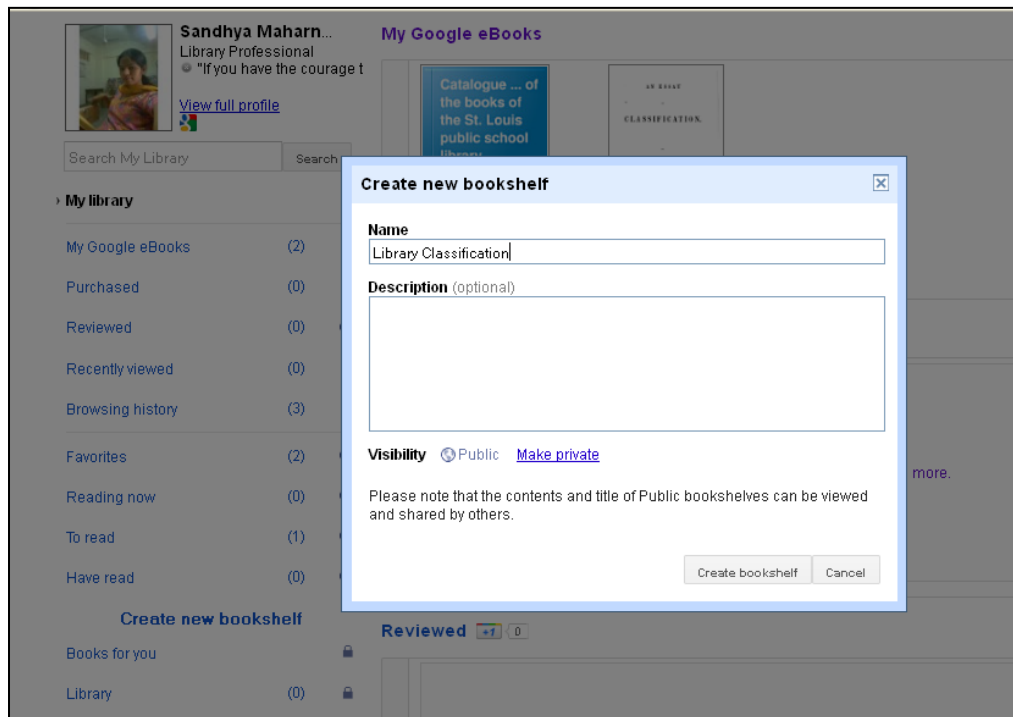 Sandhya Maharn...
Library Professional
"If you have the courage t
View full profile
Search My Library
Search
My library
My Google eBooks (2)
Purchased (0)
Reviewed (0)
Recently viewed (0)
Browsing history (3)
Favorites (2)
Reading now (0)
To read (1)
Have read (0)
Create new bookshelf
Books for you
Library (0)
My Google eBooks
Catalogue ... of
the books of
the St. Louis
public school
library
AN ESSAY
CLASSIFICATION.
Create new bookshelf
Name
Library Classification
Description (optional)
Visibility Public Make private
Please note that the contents and title of Public bookshelves can be viewed
and shared by others.
Create bookshelf Cancel
more.
Reviewed +1 0